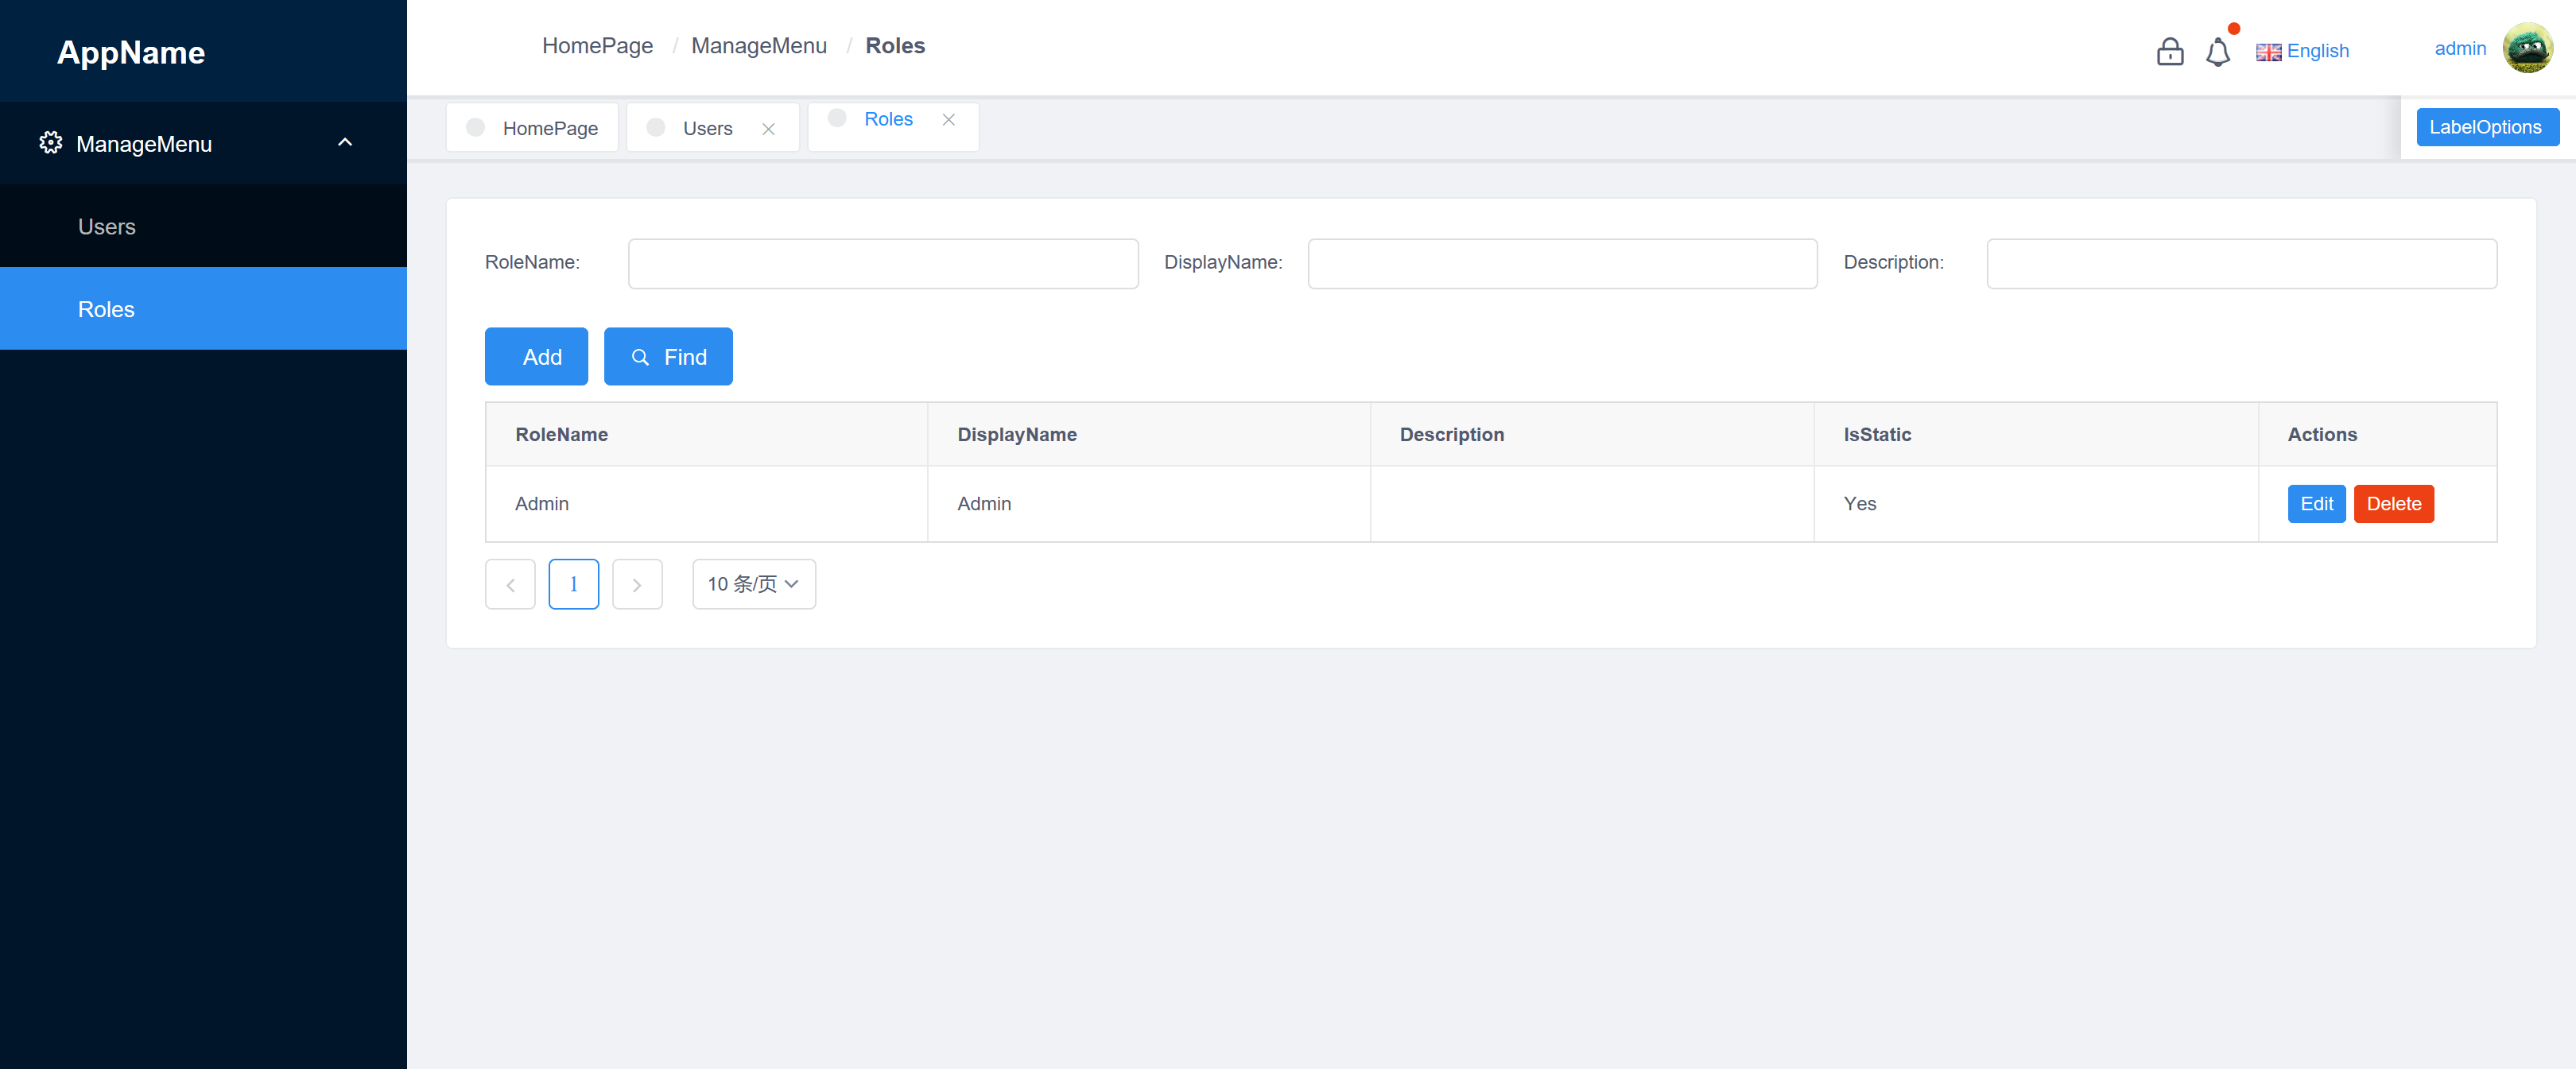 AppName
HomePage / ManageMenu / Roles
English
admin
ManageMenu
Users
Roles
HomePage
Users
Roles
LabelOptions
RoleName:
DisplayName:
Description:
Add
Find
RoleName DisplayName Description IsStatic Actions
Admin Admin Yes Edit Delete
1
10 条/页